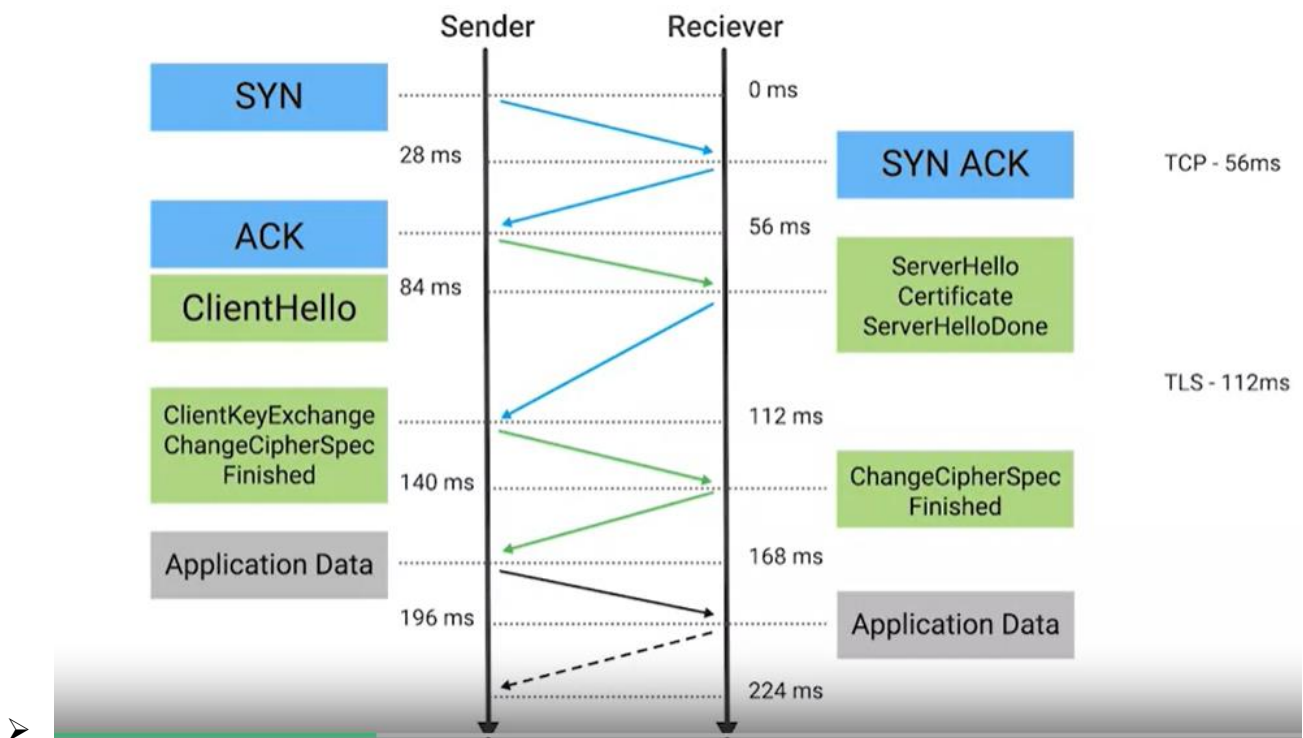 Sender
Reciever
SYN
0 ms
28 ms
SYN ACK
TCP - 56ms
ACK
56 ms
ClientHello
84 ms
ServerHello
Certificate
ServerHelloDone
TLS - 112ms
ClientKeyExchange
ChangeCipherSpec
Finished
112 ms
140 ms
ChangeCipherSpec
Finished
Application Data
168 ms
196 ms
Application Data
224 ms